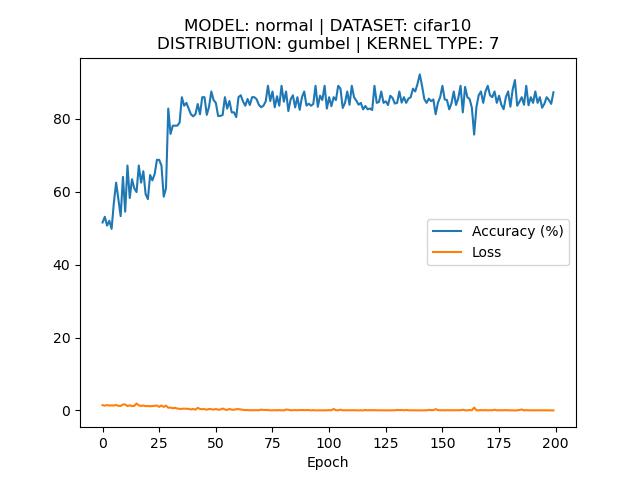 MODEL: normal | DATASET: cifar10
DISTRIBUTION: gumbel | KERNEL TYPE: 7
80
60
40
20
0
Accuracy (%)
Loss
0 25 50 75 100 125 150 175 200
Epoch